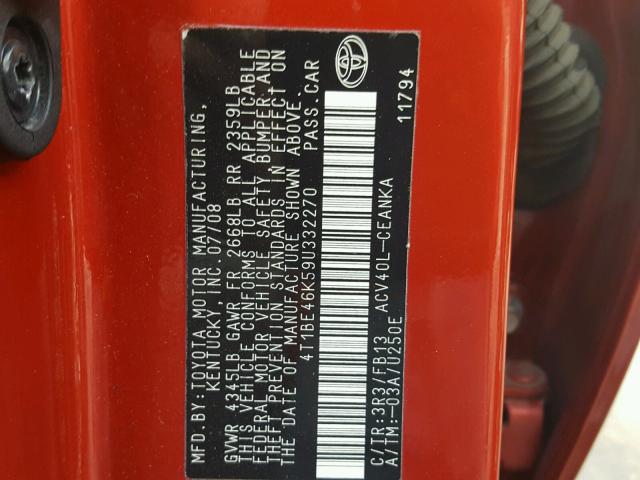 MFD.BY:TOYOTA MOTOR MANUFACTURING,
KENTUCKY, INC. 07/08
GVWR 4345LB GAWR FR 2668LB RR 2359LB
THIS VEHICLE CONFORMS TO ALL APPLICABLE
FEDERAL MOTOR VEHICLE SAFETY, BUMPER, AND
THEFT PREVENTION STANDARDS IN EFFECT ON
THE DATE OF MANUFACTURE SHOWN ABOVE.
4T1BE46K59U332270 PASS.CAR
C/TR:3R3/FB13 ACV40L-CEANKA
A/TM:-03A/U250E
11794